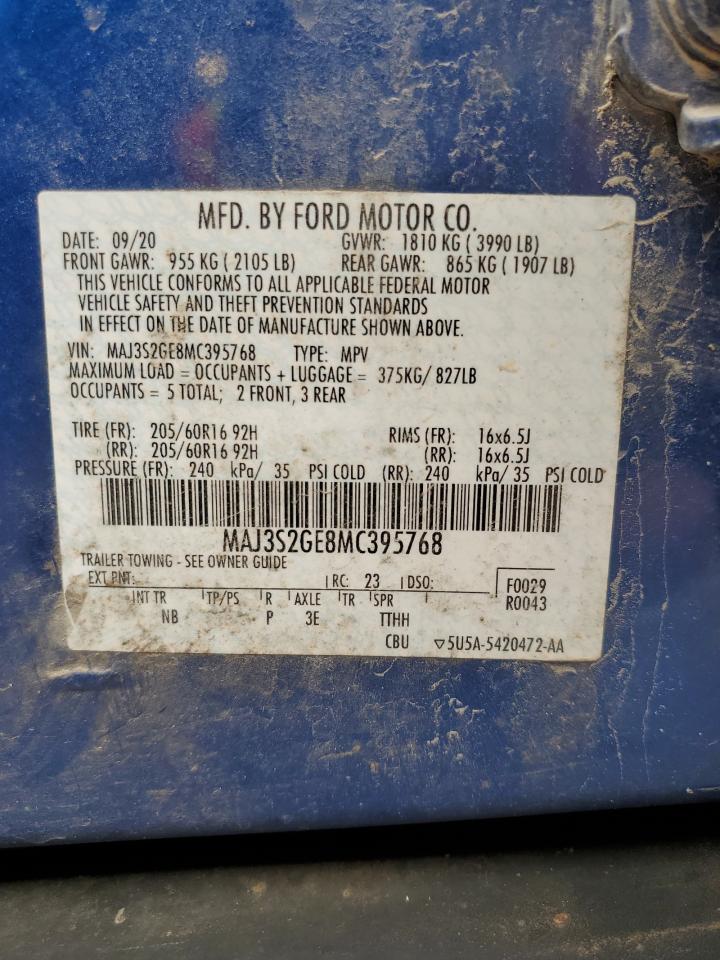 MFD. BY FORD MOTOR CO.
DATE: 09/20 GVWR: 1810 KG ( 3990 LB)
FRONT GAWR: 955 KG ( 2105 LB) REAR GAWR: 865 KG ( 1907 LB)
THIS VEHICLE CONFORMS TO ALL APPLICABLE FEDERAL MOTOR
VEHICLE SAFETY AND THEFT PREVENTION STANDARDS
IN EFFECT ON THE DATE OF MANUFACTURE SHOWN ABOVE.
VIN: MAJ3S2GE8MC395768 TYPE: MPV
MAXIMUM LOAD = OCCUPANTS + LUGGAGE = 375KG/ 827LB
OCCUPANTS = 5 TOTAL; 2 FRONT, 3 REAR
TIRE (FR): 205/60R16 92H RIMS (FR): 16x6.5J
(RR): 205/60R16 92H (RR): 16x6.5J
PRESSURE (FR): 240 kPa/ 35 PSI COLD (RR): 240 kPa/ 35 PSI COLD
MAJ3S2GE8MC395768
TRAILER TOWING - SEE OWNER GUIDE
EXT PNT: RC: 23 DSO: F0029
INT TR TP/PS R AXLE TR SPR R0043
NB P 3E TTHH
CBU ▽5U5A-5420472-AA